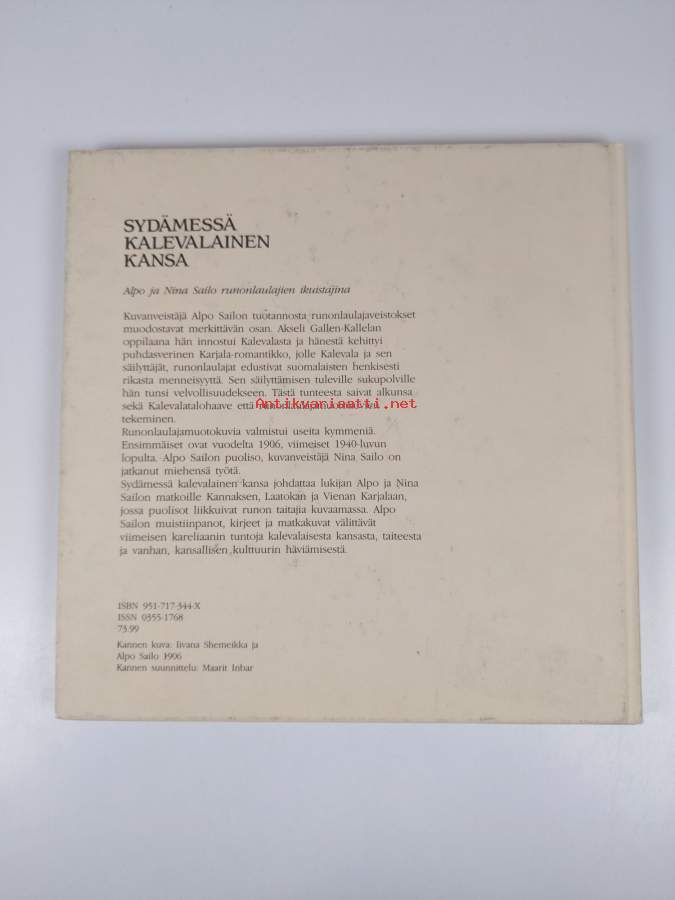 SYDÄMESSÄ
KALEVALAINEN
KANSA
Alpo ja Nina Sailo runonlaulajien ikuistajina
Kuvanveistäjä Alpo Sailon tuotannosta runonlaulajaveistokset
muodostavat merkittävän osan. Akseli Gallen-Kallelan
oppilaana hän innostui Kalevalasta ja hänestä kehittyi
puhdasverinen Karjala-romantikko, jolle Kalevala ja sen
säilyttäjät, runonlaulajat edustivat suomalaisten henkisesti
rikasta menneisyyttä. Sen säilyttämisen tuleville sukupolville
hän tunsi velvollisuudekseen. Tästä tunteesta saivat alkunsa
sekä Kalevalatalohaave että
Antikvariaatti.net
tekeminen.
Runonlaulajamuotokuvia valmistui useita kymmeniä.
Ensimmäiset ovat vuodelta 1906, viimeiset 1940-luvun
lopulta. Alpo Sailon puoliso, kuvanveistäjä Nina Sailo on
jatkanut miehensä työtä.
Sydämessä kalevalainen kansa johdattaa lukijan Alpo ja Nina
Sailon matkoille Kannaksen, Laatokan ja Vienan Karjalaan,
jossa puolisot liikkuivat runon taitajia kuvaamassa. Alpo
Sailon muistiinpanot, kirjeet ja matkakuvat välittävät
viimeisen kareliaanin tuntoja kalevalaisesta kansasta, taiteesta
ja vanhan, kansallisen kulttuurin häviämisestä.
ISBN 951-717-344-X
ISSN 0355-1768
73.99
Kannen kuva: Iivana Shemeikka ja
Alpo Sailo 1906
Kannen suunnittelu: Maarit Inbar